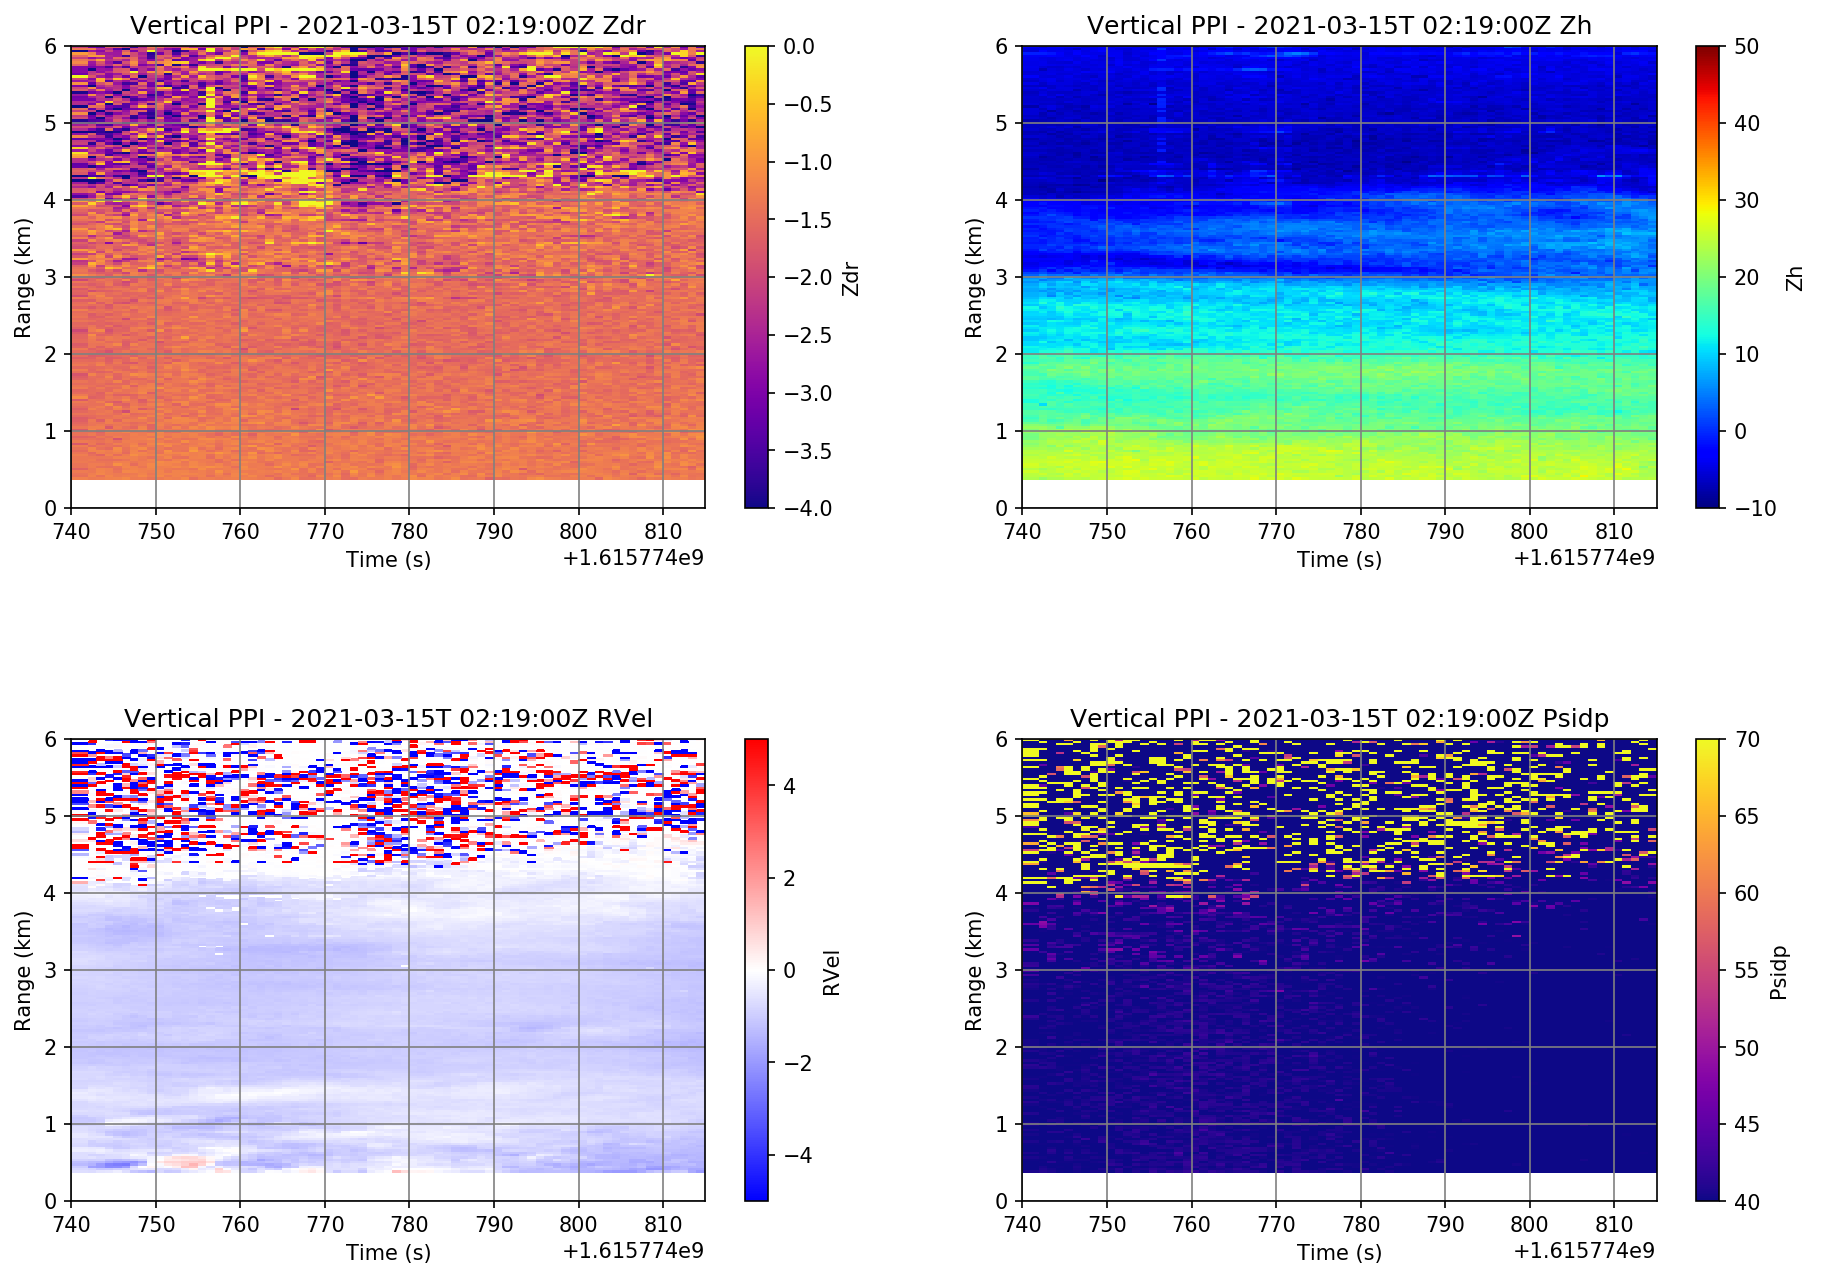 Vertical PPI - 2021-03-15T 02:19:00Z Zdr
6
5
4
3
2
1
0
Range (km)
740 750 760 770 780 790 800 810
Time (s)
+1.615774e9
0.0
−0.5
−1.0
−1.5
−2.0
−2.5
−3.0
−3.5
−4.0
Zdr
Vertical PPI - 2021-03-15T 02:19:00Z Zh
6
5
4
3
2
1
0
Range (km)
740 750 760 770 780 790 800 810
Time (s)
+1.615774e9
50
40
30
20
10
0
−10
Zh
Vertical PPI - 2021-03-15T 02:19:00Z RVel
6
5
4
3
2
1
0
Range (km)
740 750 760 770 780 790 800 810
Time (s)
+1.615774e9
4
2
0
−2
−4
RVel
Vertical PPI - 2021-03-15T 02:19:00Z Psidp
6
5
4
3
2
1
0
Range (km)
740 750 760 770 780 790 800 810
Time (s)
+1.615774e9
70
65
60
55
50
45
40
Psidp